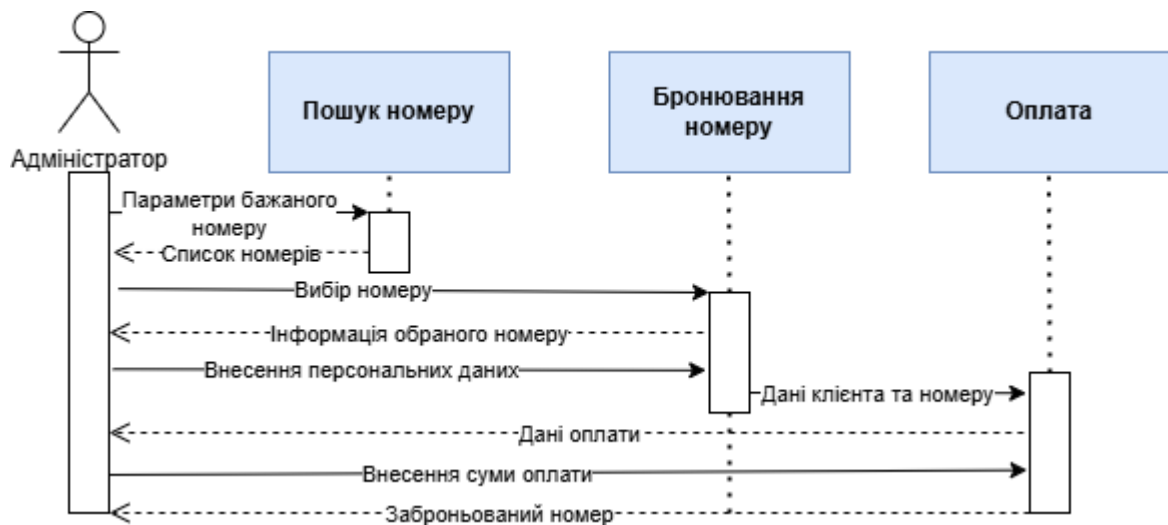 Пошук номеру
Бронювання
номеру
Оплата
Адміністратор
Параметри бажаного
номеру
Список номерів
Вибір номеру
Інформація обраного номеру
Внесення персональних даних
Дані клієнта та номеру
Дані оплати
Внесення суми оплати
Заброньований номер